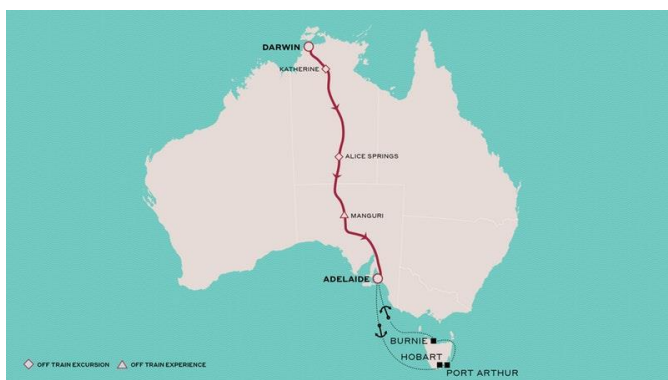 DARWIN
KATHERINE
ALICE SPRINGS
MANGURI
ADELAIDE
BURNIE
HOBART
PORT ARTHUR
OFF TRAIN EXCURSION
OFF TRAIN EXPERIENCE